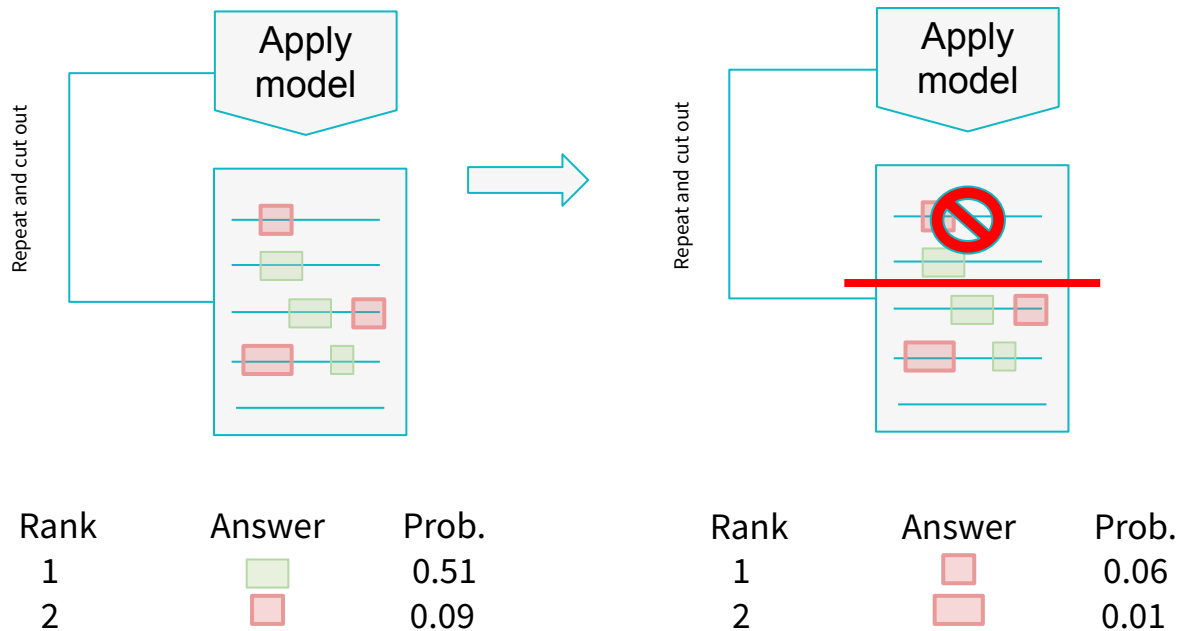 Apply
model
Repeat and cut out
Apply
model
Repeat and cut out
Rank Answer Prob.
1 0.51
2 0.09
Rank Answer Prob.
1 0.06
2 0.01